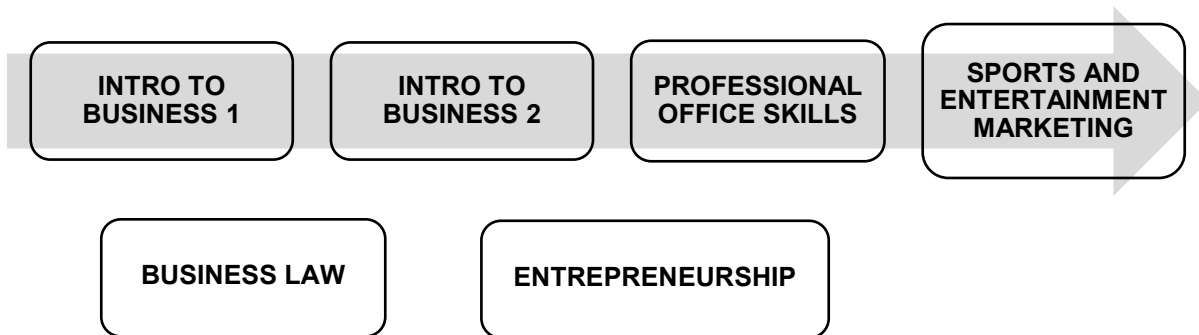 INTRO TO
BUSINESS 1
INTRO TO
BUSINESS 2
PROFESSIONAL
OFFICE SKILLS
SPORTS AND
ENTERTAINMENT
MARKETING
BUSINESS LAW
ENTREPRENEURSHIP